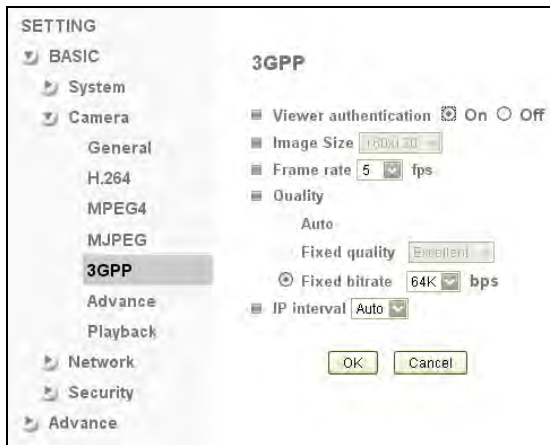 SETTING
BASIC
System
Camera
General
H.264
MPEG4
MJPEG
3GPP
Advance
Playback
Network
Security
Advance
3GPP
Viewer authentication On Off
Image Size 160x120
Frame rate 5 fps
Quality
Auto
Fixed quality Excellent
Fixed bitrate 64K bps
IP interval Auto
OK Cancel